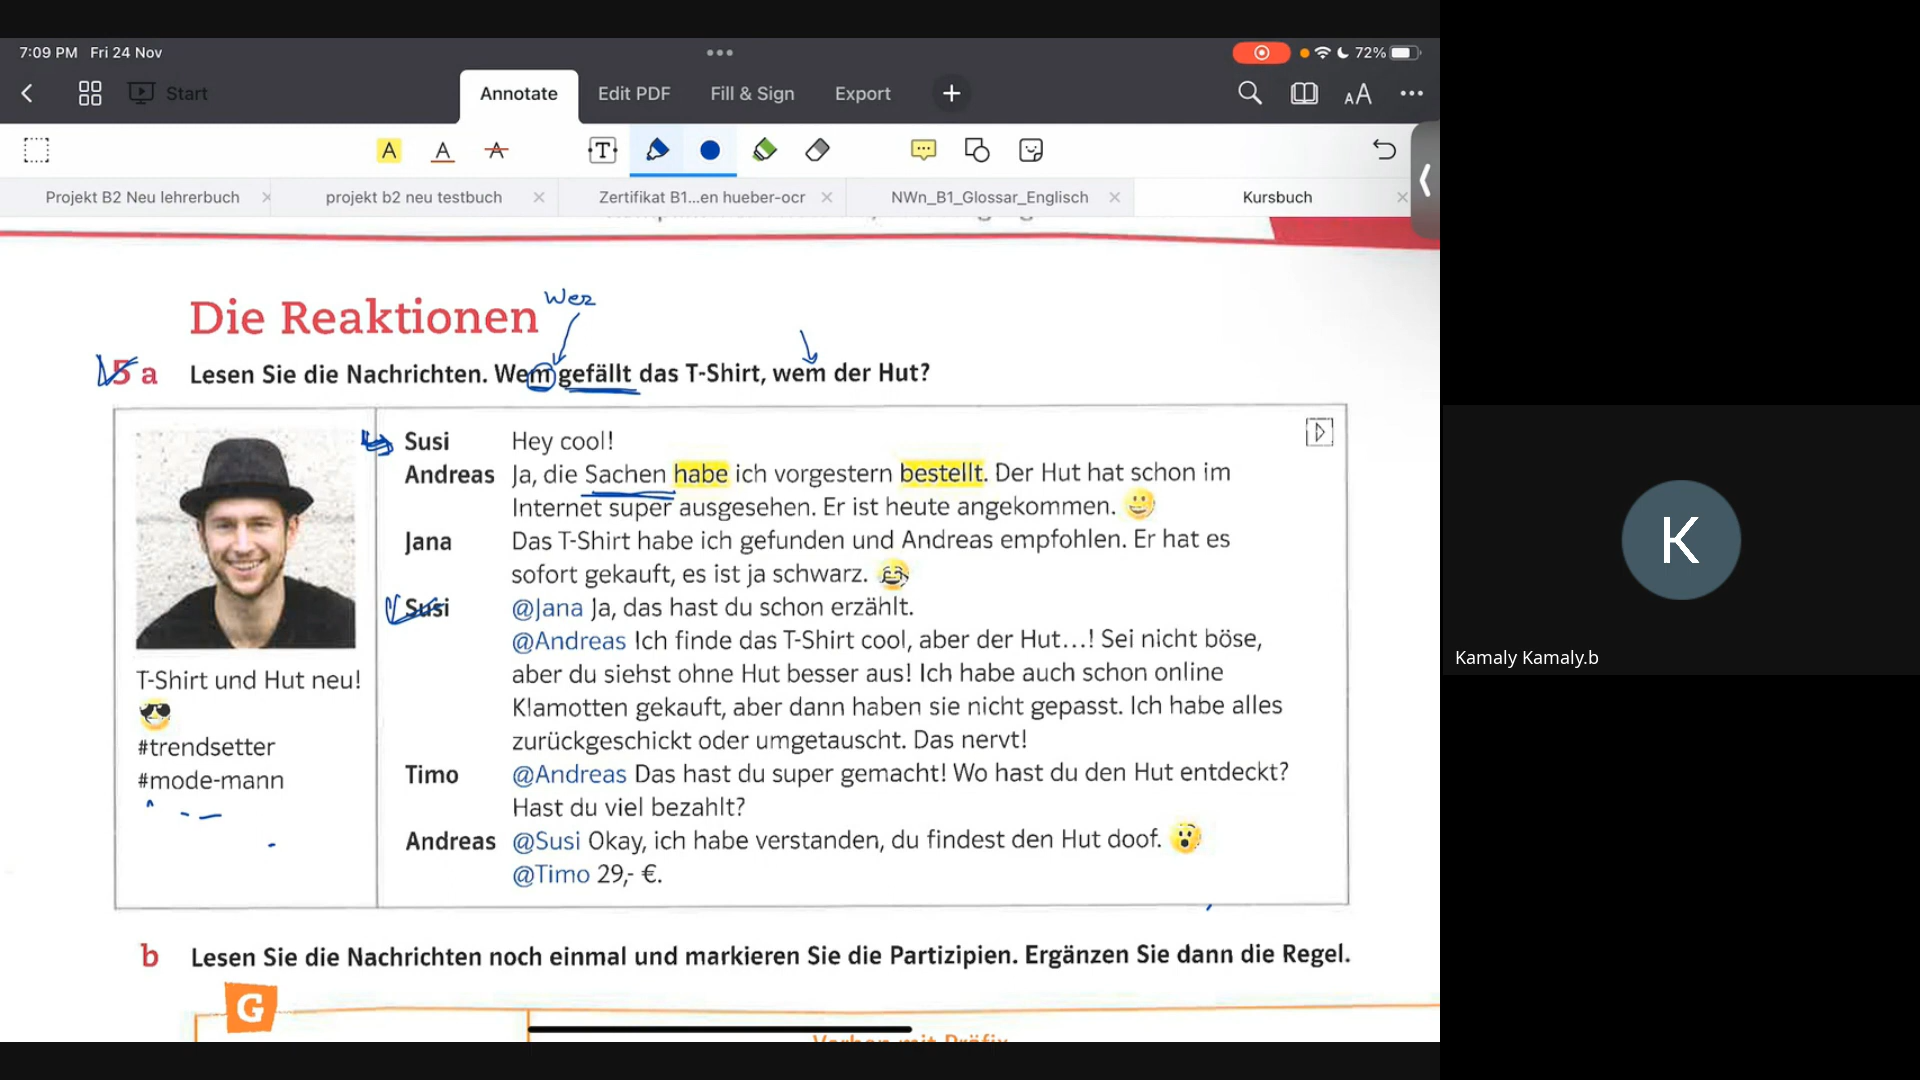 7:09 PM Fri 24 Nov
72%
Start
Annotate
Edit PDF
Fill & Sign
Export
Projekt B2 Neu lehrerbuch
projekt b2 neu testbuch
Zertifikat B1...en hueber-ocr
NWn_B1_Glossar_Englisch
Kursbuch
Die Reaktionen
Wer
5 a Lesen Sie die Nachrichten. Wem gefällt das T-Shirt, wem der Hut?
Susi Hey cool!
Andreas Ja, die Sachen habe ich vorgestern bestellt. Der Hut hat schon im
Internet super ausgesehen. Er ist heute angekommen.
Jana Das T-Shirt habe ich gefunden und Andreas empfohlen. Er hat es
sofort gekauft, es ist ja schwarz.
Susi @Jana Ja, das hast du schon erzählt.
@Andreas Ich finde das T-Shirt cool, aber der Hut...! Sei nicht böse,
aber du siehst ohne Hut besser aus! Ich habe auch schon online
Klamotten gekauft, aber dann haben sie nicht gepasst. Ich habe alles
zurückgeschickt oder umgetauscht. Das nervt!
Timo @Andreas Das hast du super gemacht! Wo hast du den Hut entdeckt?
Hast du viel bezahlt?
Andreas @Susi Okay, ich habe verstanden, du findest den Hut doof.
@Timo 29,- €.
T-Shirt und Hut neu!
#trendsetter
#mode-mann
b Lesen Sie die Nachrichten noch einmal und markieren Sie die Partizipien. Ergänzen Sie dann die Regel.
G
Verben mit Präfix
K
Kamaly Kamaly.b